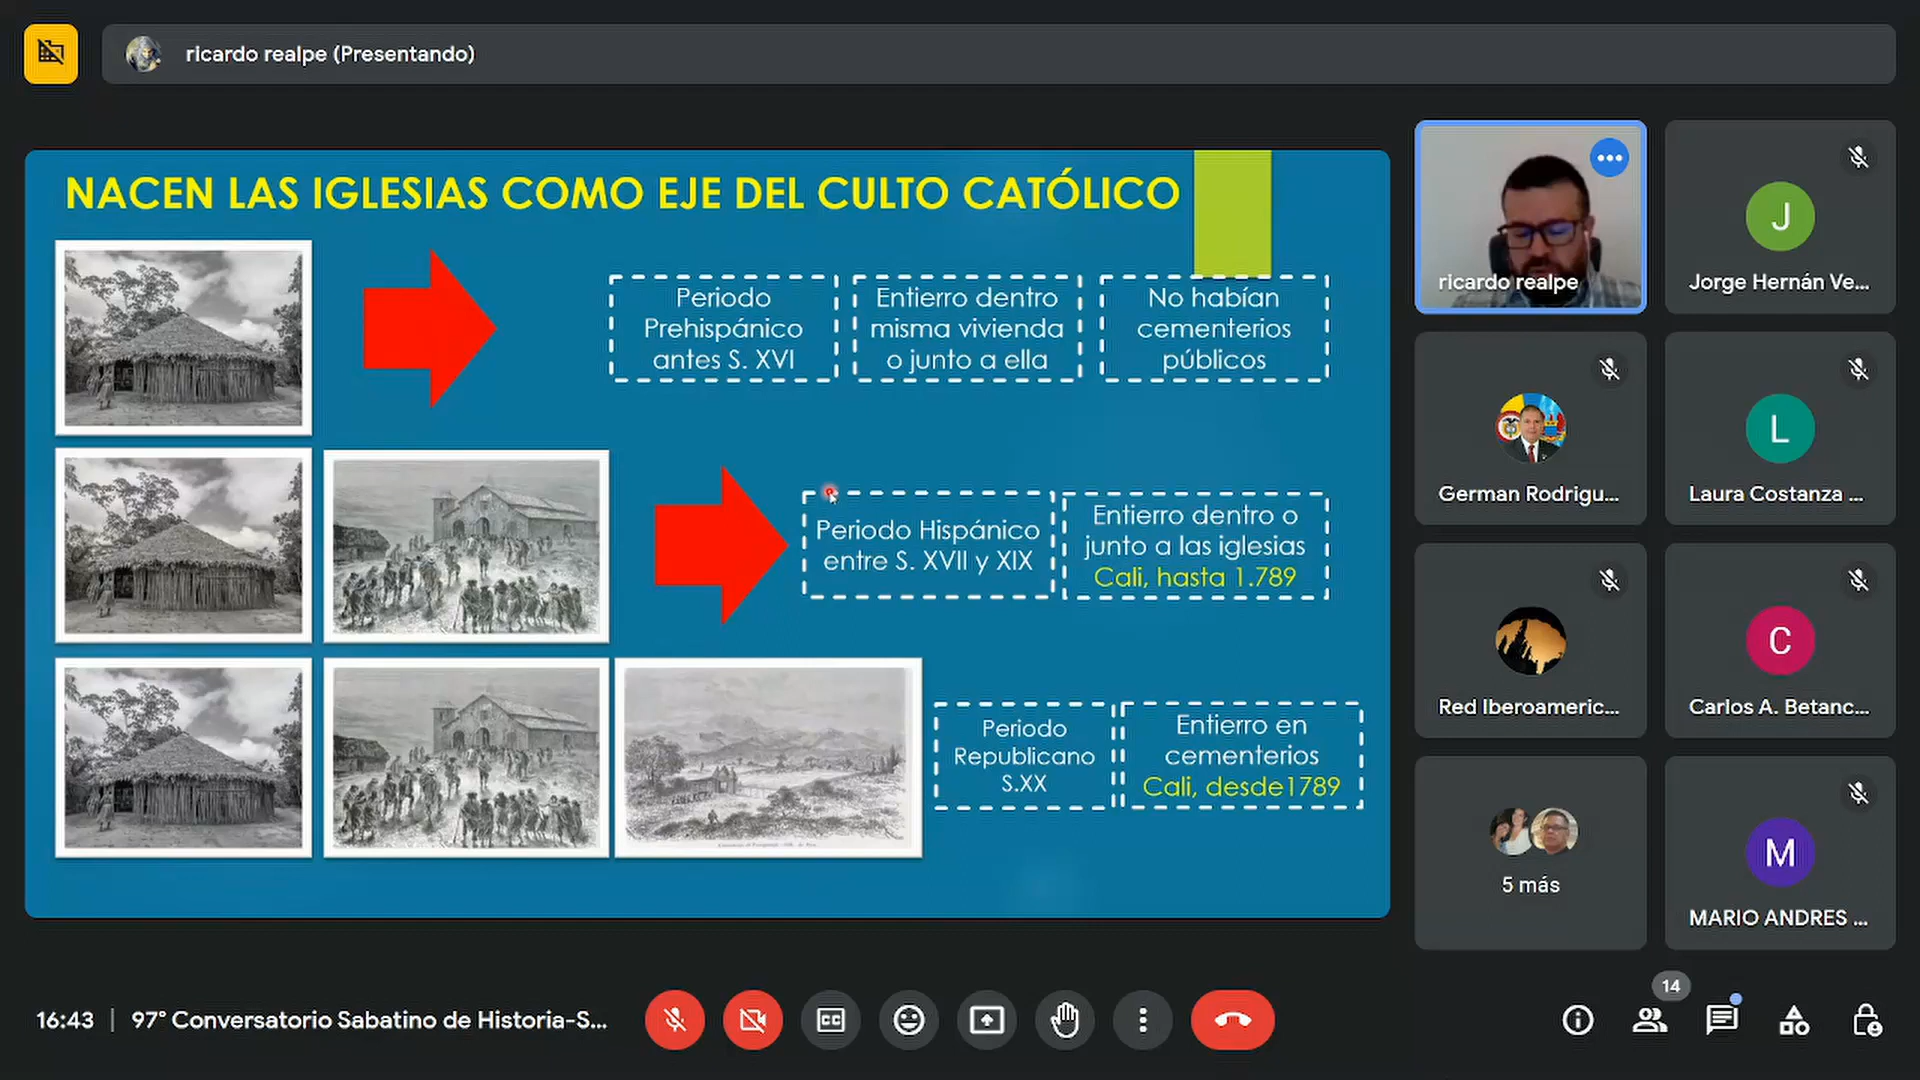 ricardo realpe (Presentando)
NACEN LAS IGLESIAS COMO EJE DEL CULTO CATÓLICO
Periodo
Prehispánico
antes S. XVI
Entierro dentro
misma vivienda
o junto a ella
No habían
cementerios
públicos
Periodo Hispánico
entre S. XVII y XIX
Entierro dentro o
junto a las iglesias
Cali, hasta 1.789
Periodo
Republicano
S.XX
Entierro en
cementerios
Cali, desde1789
ricardo realpe
J
Jorge Hernán Ve...
German Rodrigu...
L
Laura Costanza ...
Red Iberoameric...
C
Carlos A. Betanc...
5 más
M
MARIO ANDRES ...
16:43
97° Conversatorio Sabatino de Historia-S...
CC
14